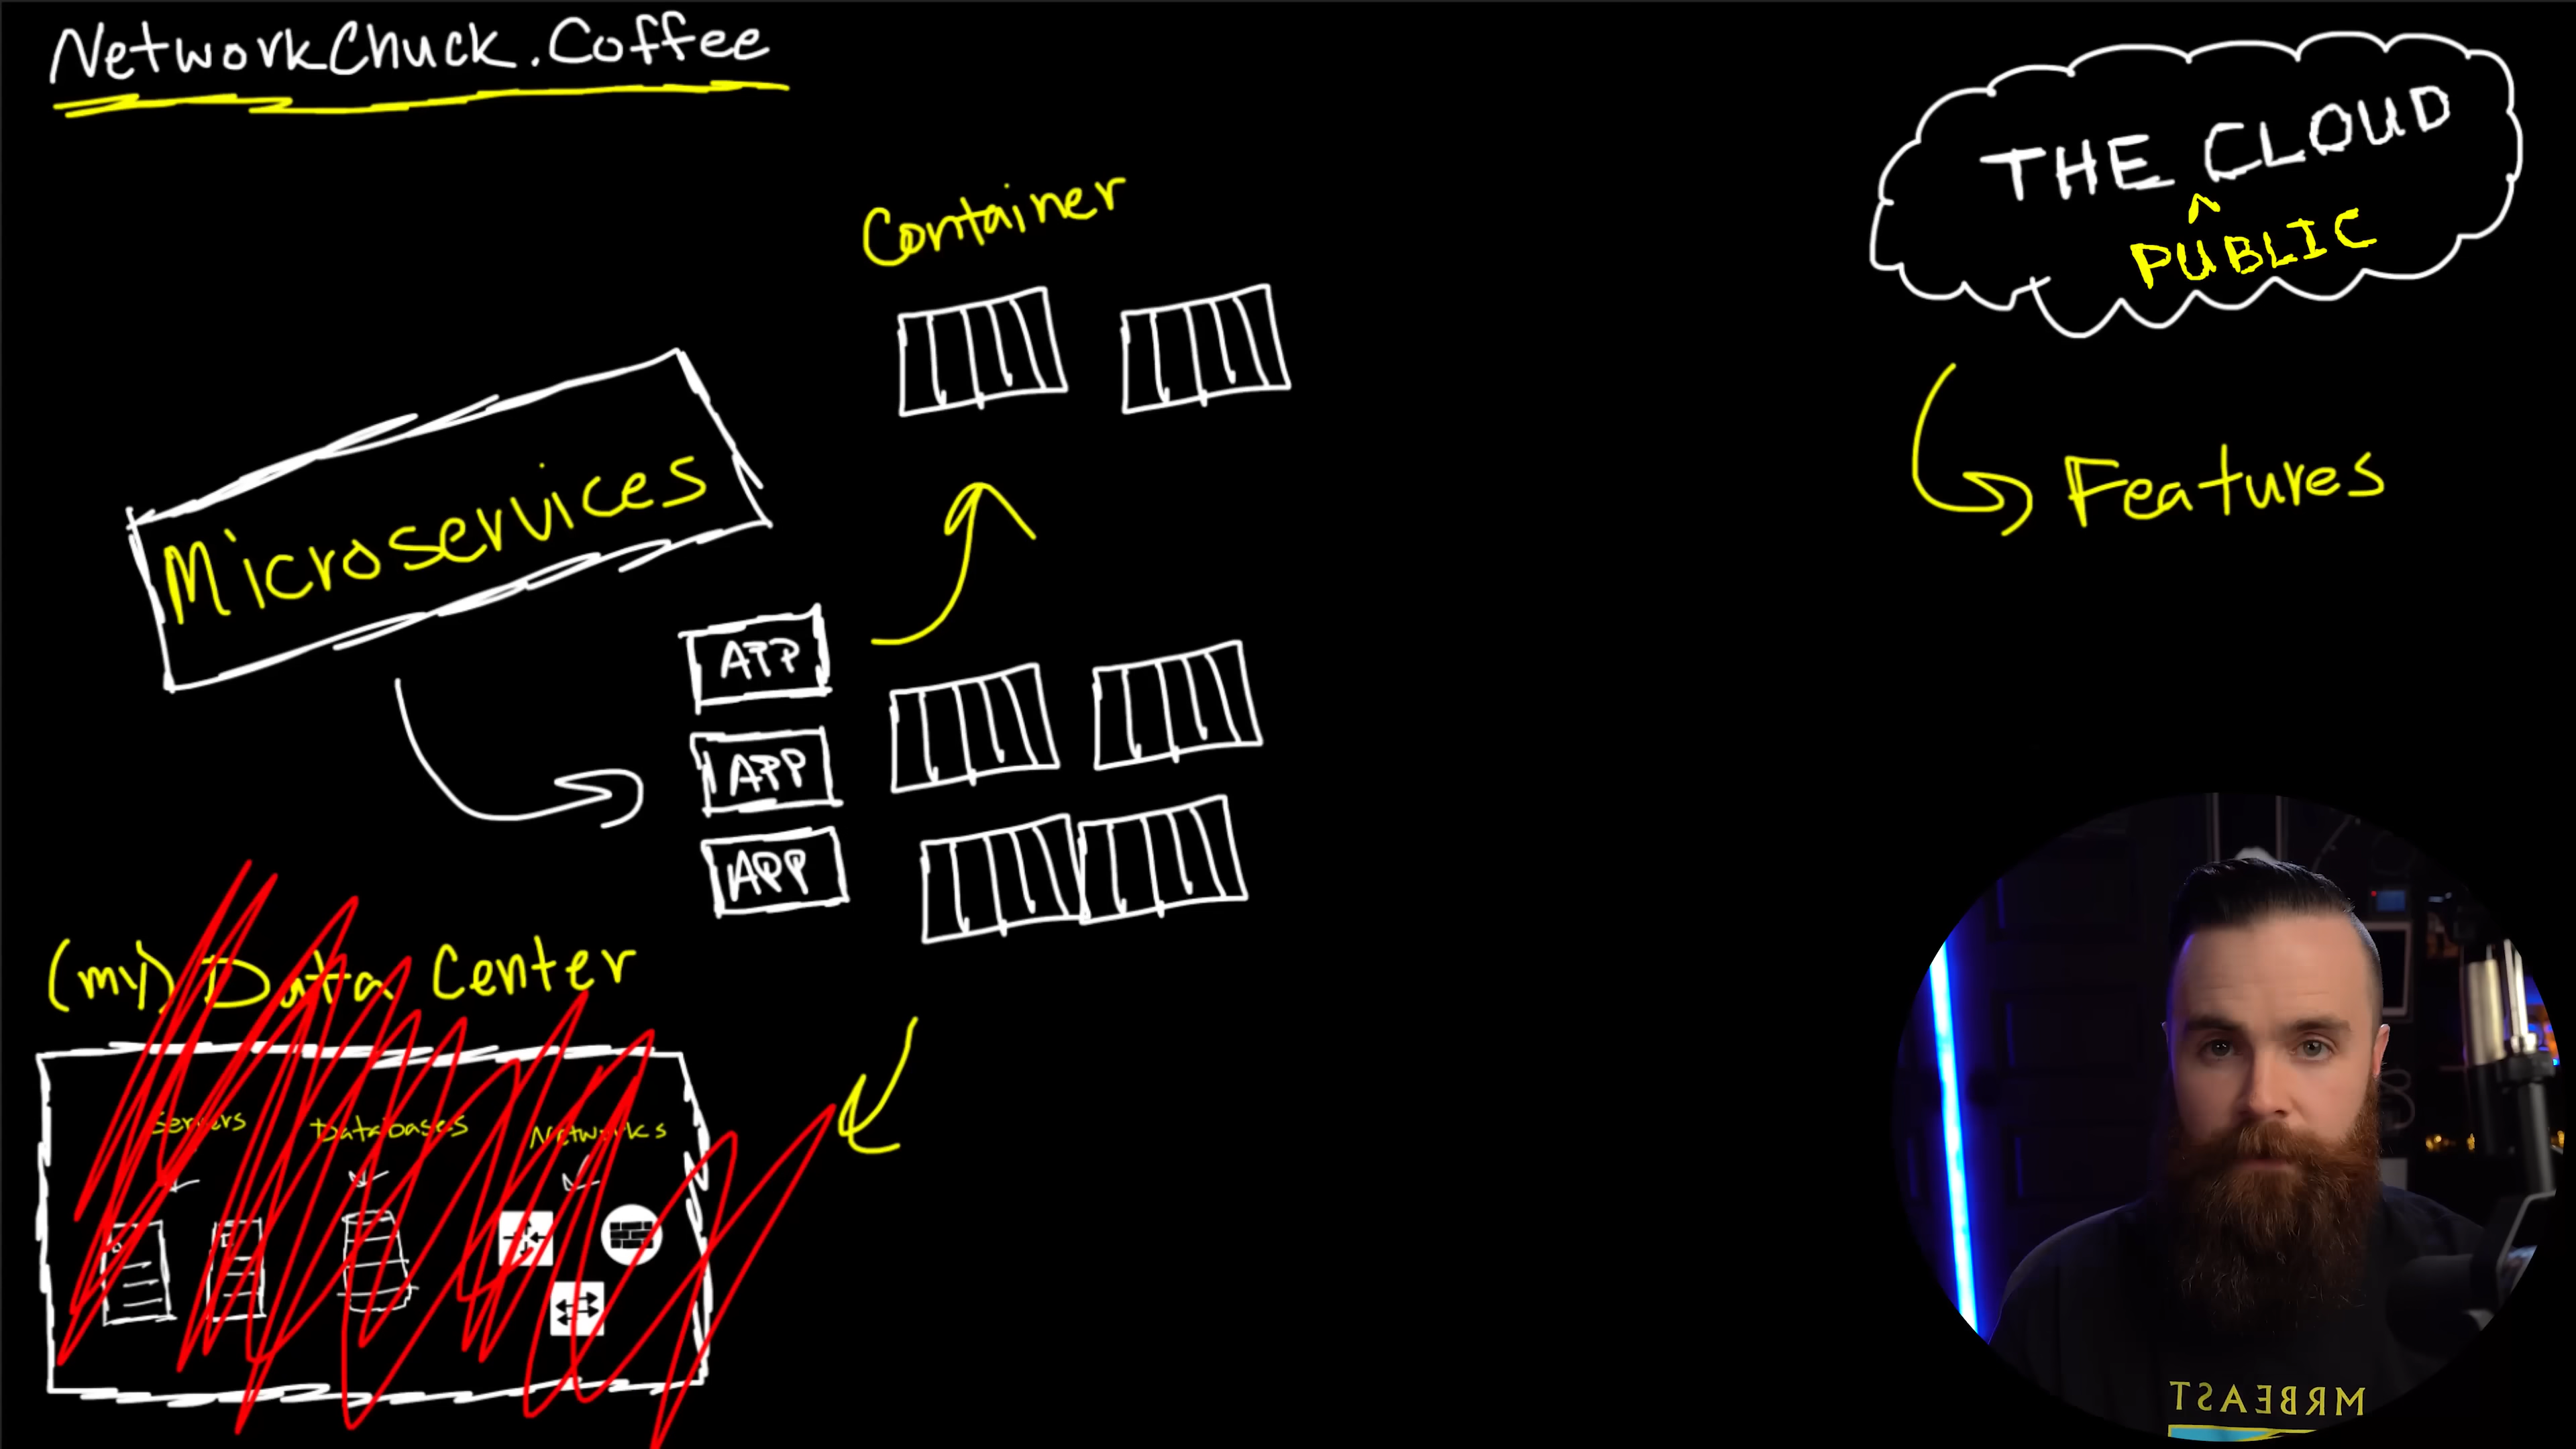 NetworkChuck.Coffee
THE CLOUD
^
PUBLIC
Container
Features
Microservices
APP
APP
APP
(my) Data Center
Servers
Databases
Networks
MRBEAST